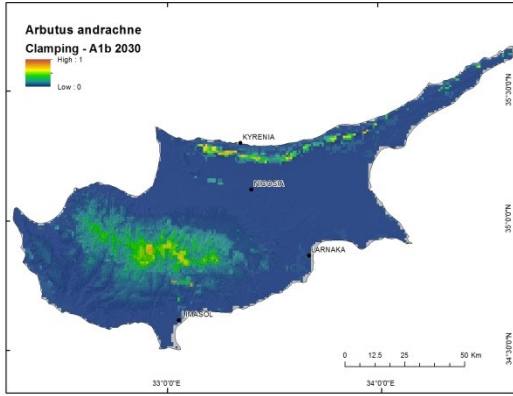 Arbutus andrachne
Clamping - A1b 2030
High : 1
Low : 0
35°30'0"N
KYRENIA
NICOSIA
35°0'0"N
LARNAKA
LIMASOL
34°30'0"N
0 12.5 25 50 Km
33°0'0"E 34°0'0"E